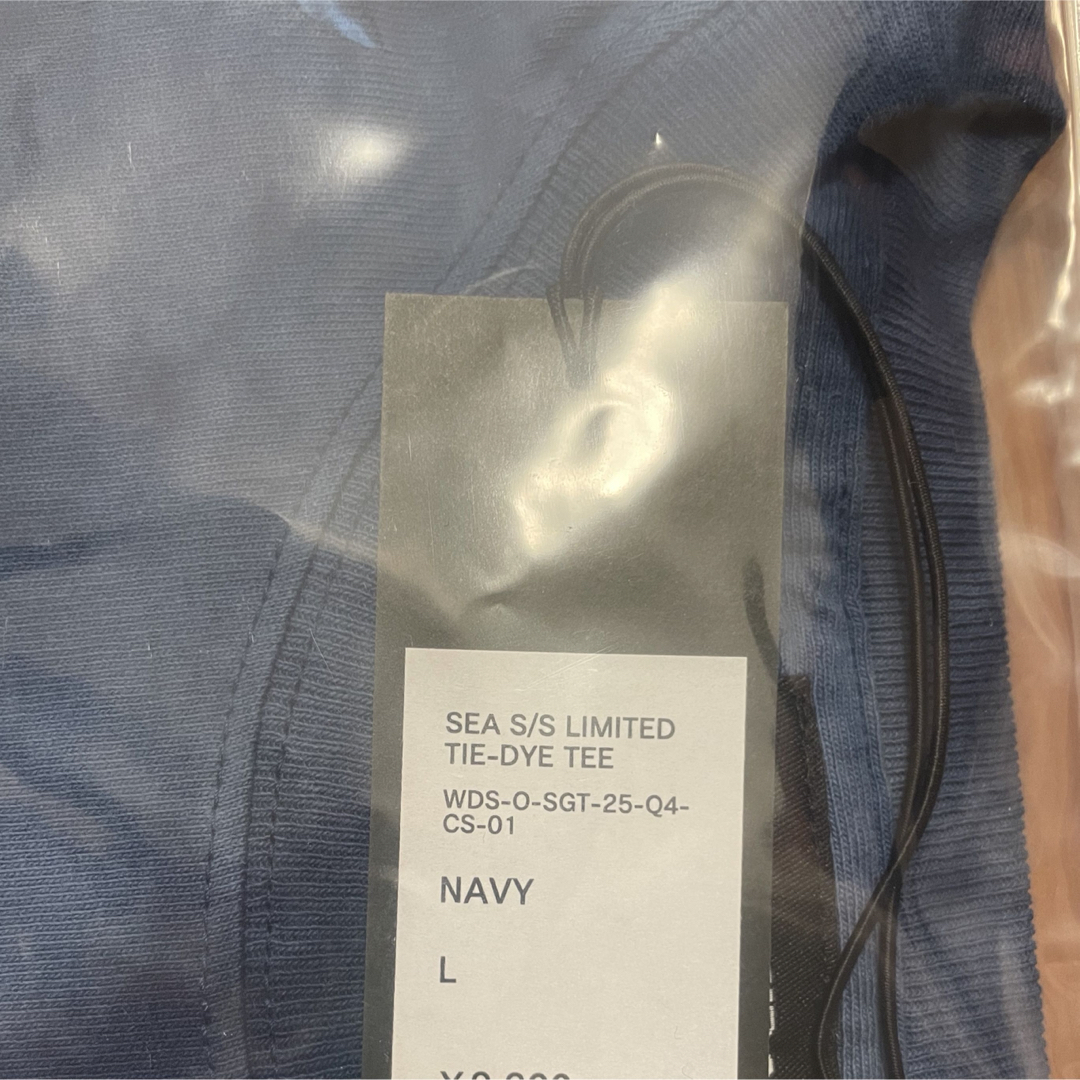 SEA S/S LIMITED
TIE-DYE TEE
WDS-O-SGT-25-Q4-
CS-01
NAVY
L